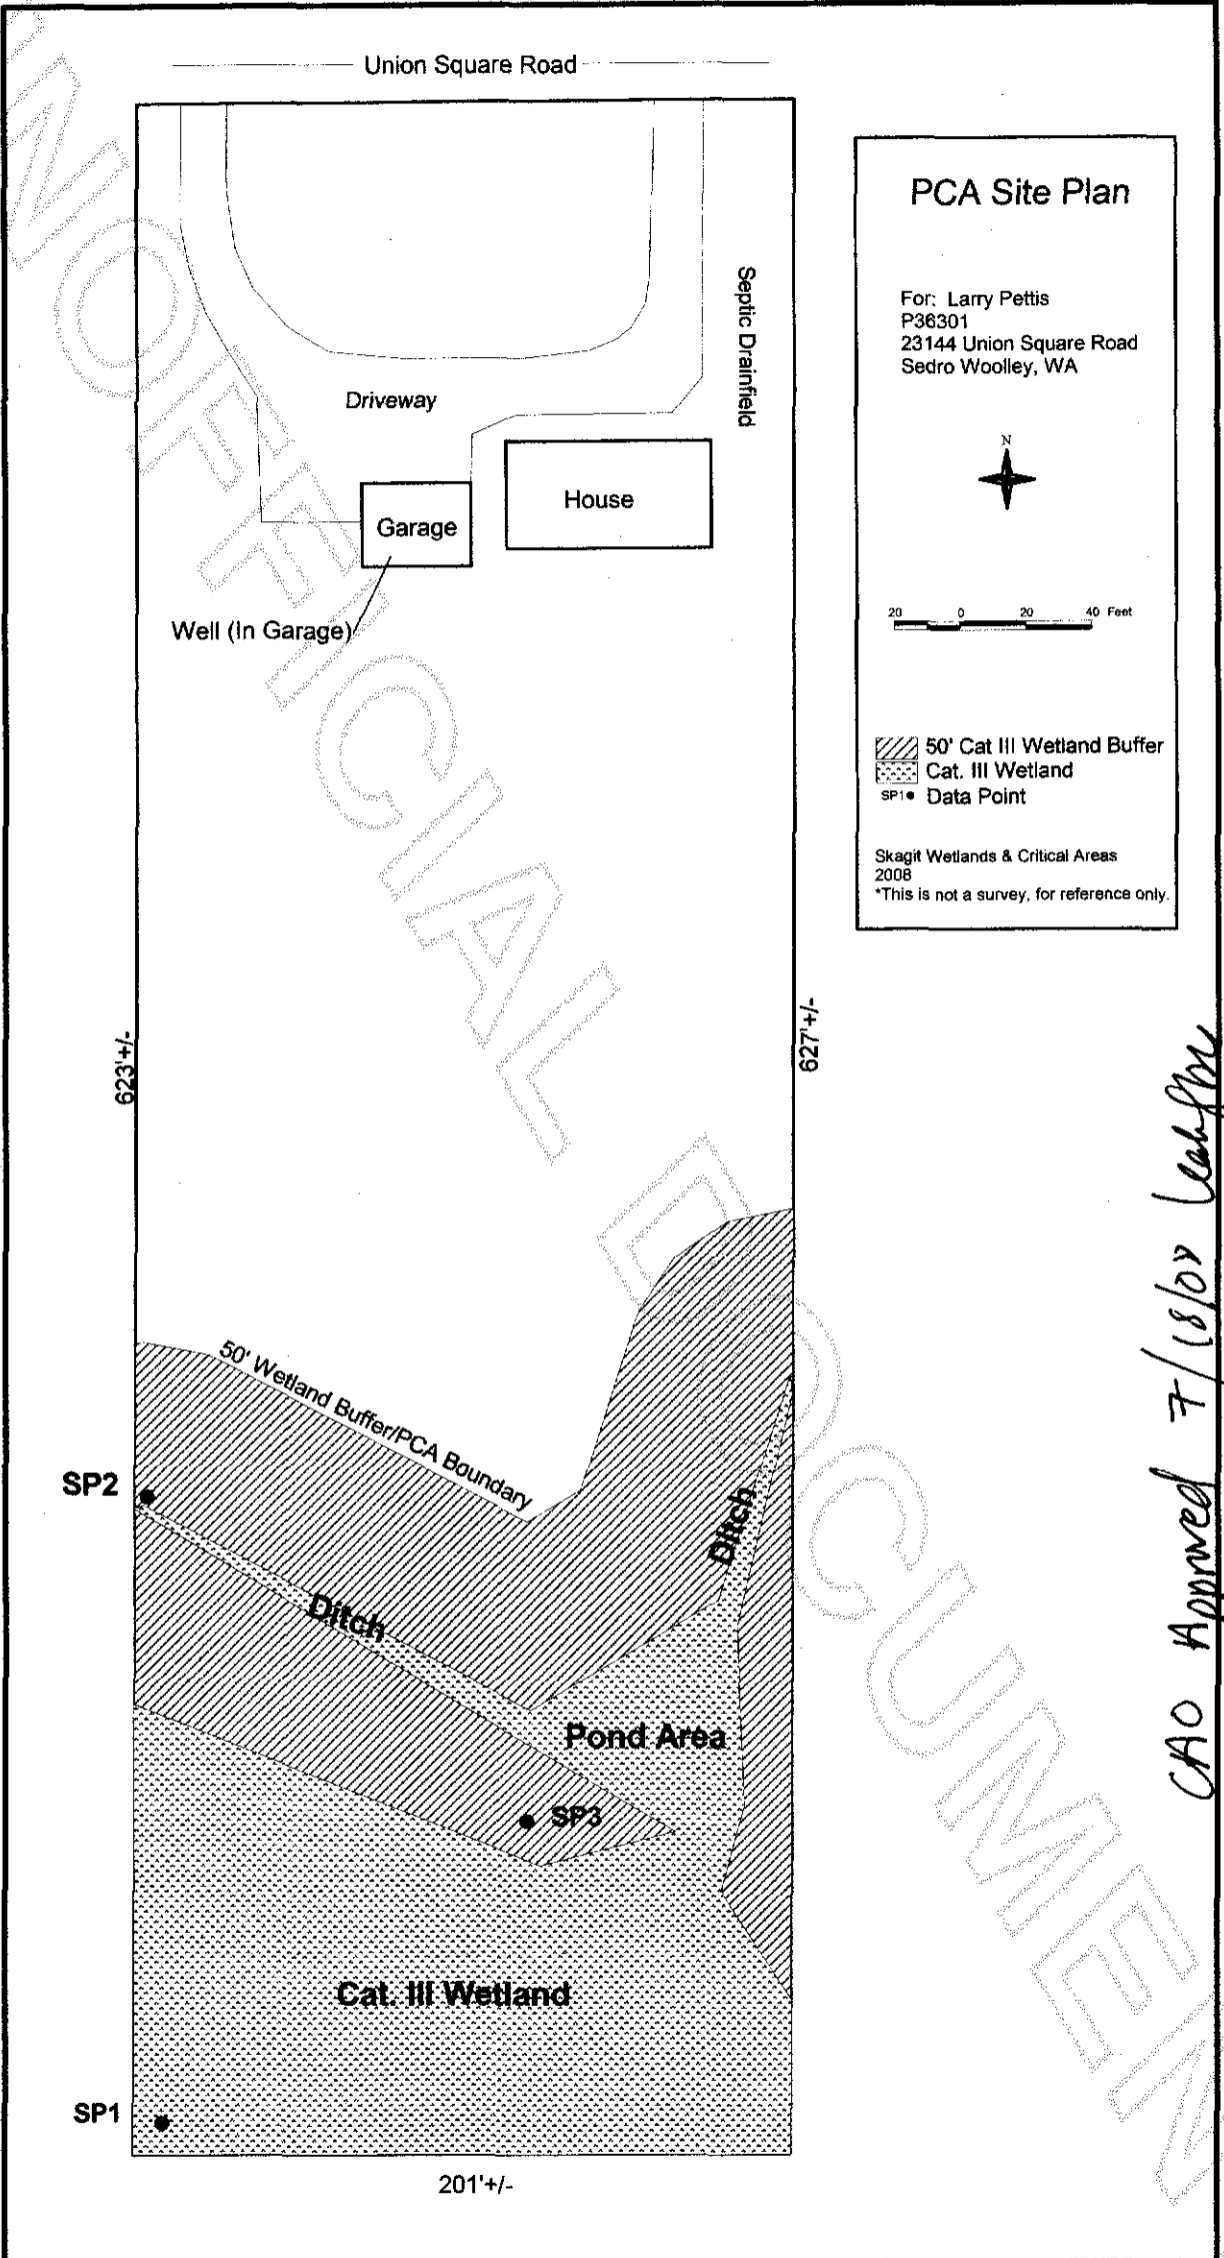 Union Square Road
PCA Site Plan
For: Larry Pettis
P36301
23144 Union Square Road
Sedro Woolley, WA
N
20 0 20 40 Feet
50' Cat III Wetland Buffer
Cat. III Wetland
SP1 Data Point
Skagit Wetlands & Critical Areas
2008
*This is not a survey, for reference only.
Septic Drainfield
Driveway
House
Garage
Well (In Garage)
623'+/-
627'+/-
50' Wetland Buffer/PCA Boundary
SP2
Ditch
Ditch
Pond Area
SP3
Cat. III Wetland
SP1
201'+/-
CAO Approved 7/18/08
UNOFFICIAL DOCUMENT